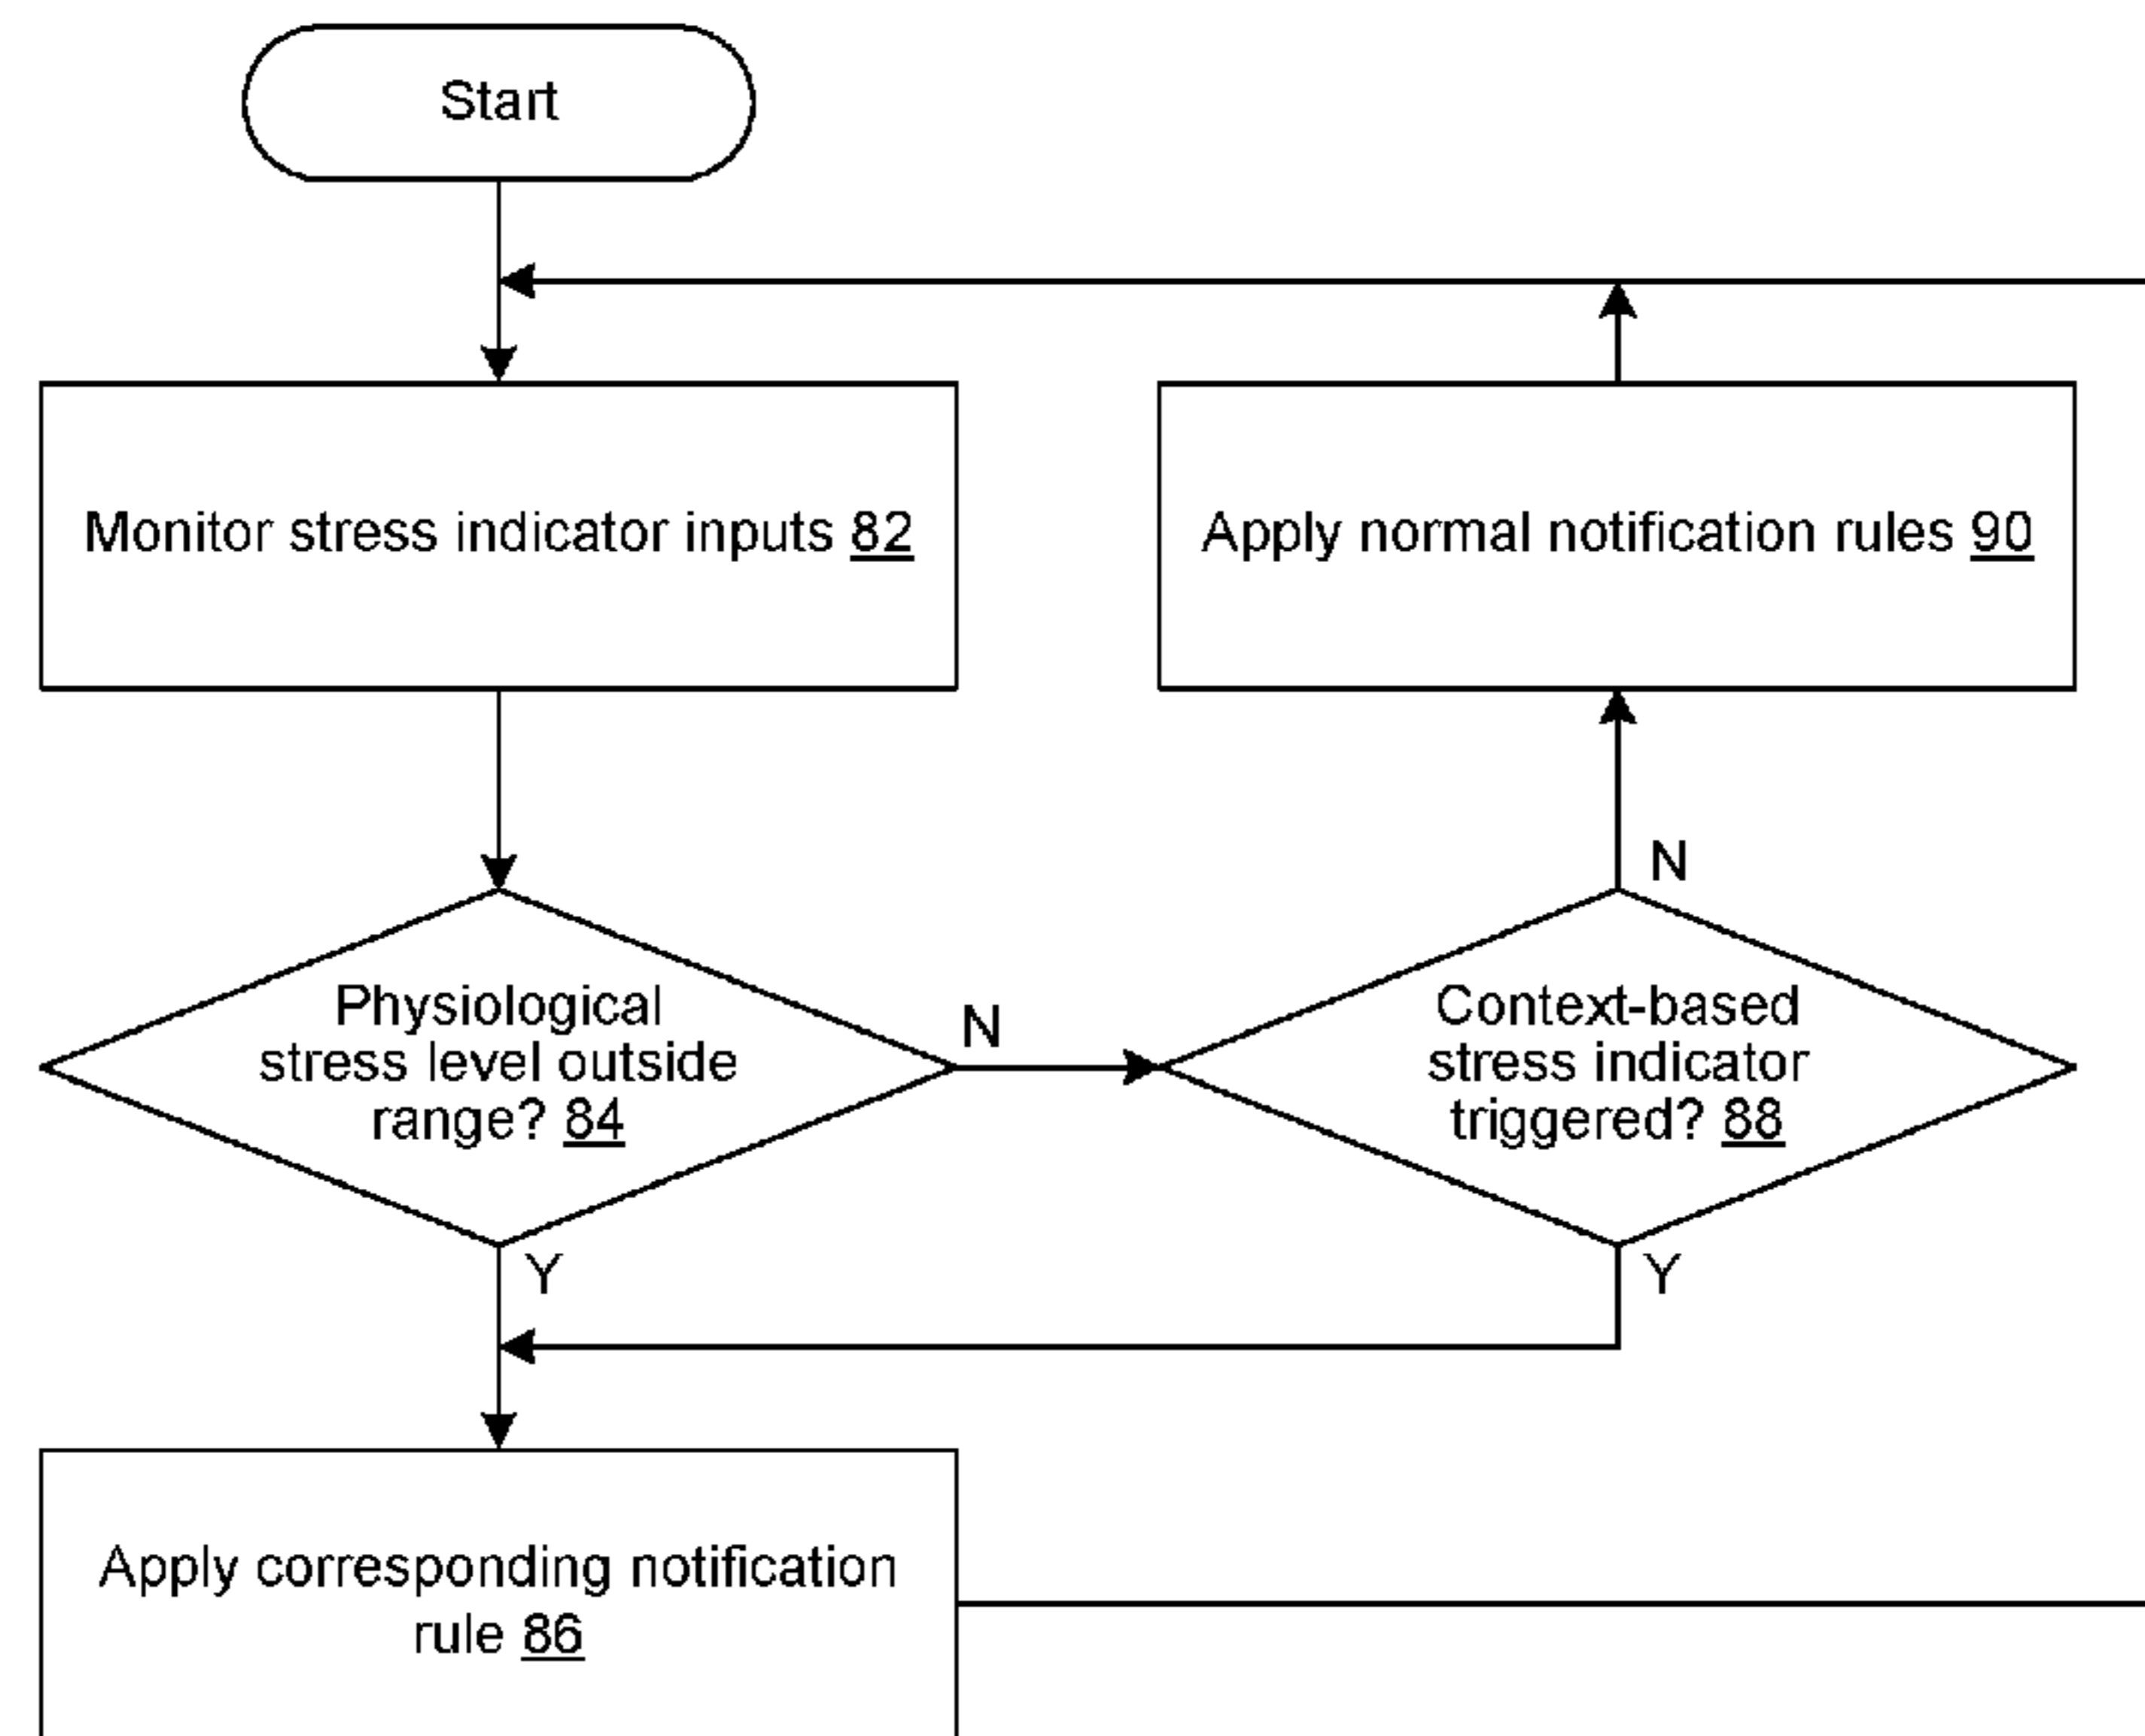 Start
Monitor stress indicator inputs 82
Apply normal notification rules 90
N
Physiological
stress level outside
range? 84
N
Context-based
stress indicator
triggered? 88
Y
Y
Apply corresponding notification
rule 86